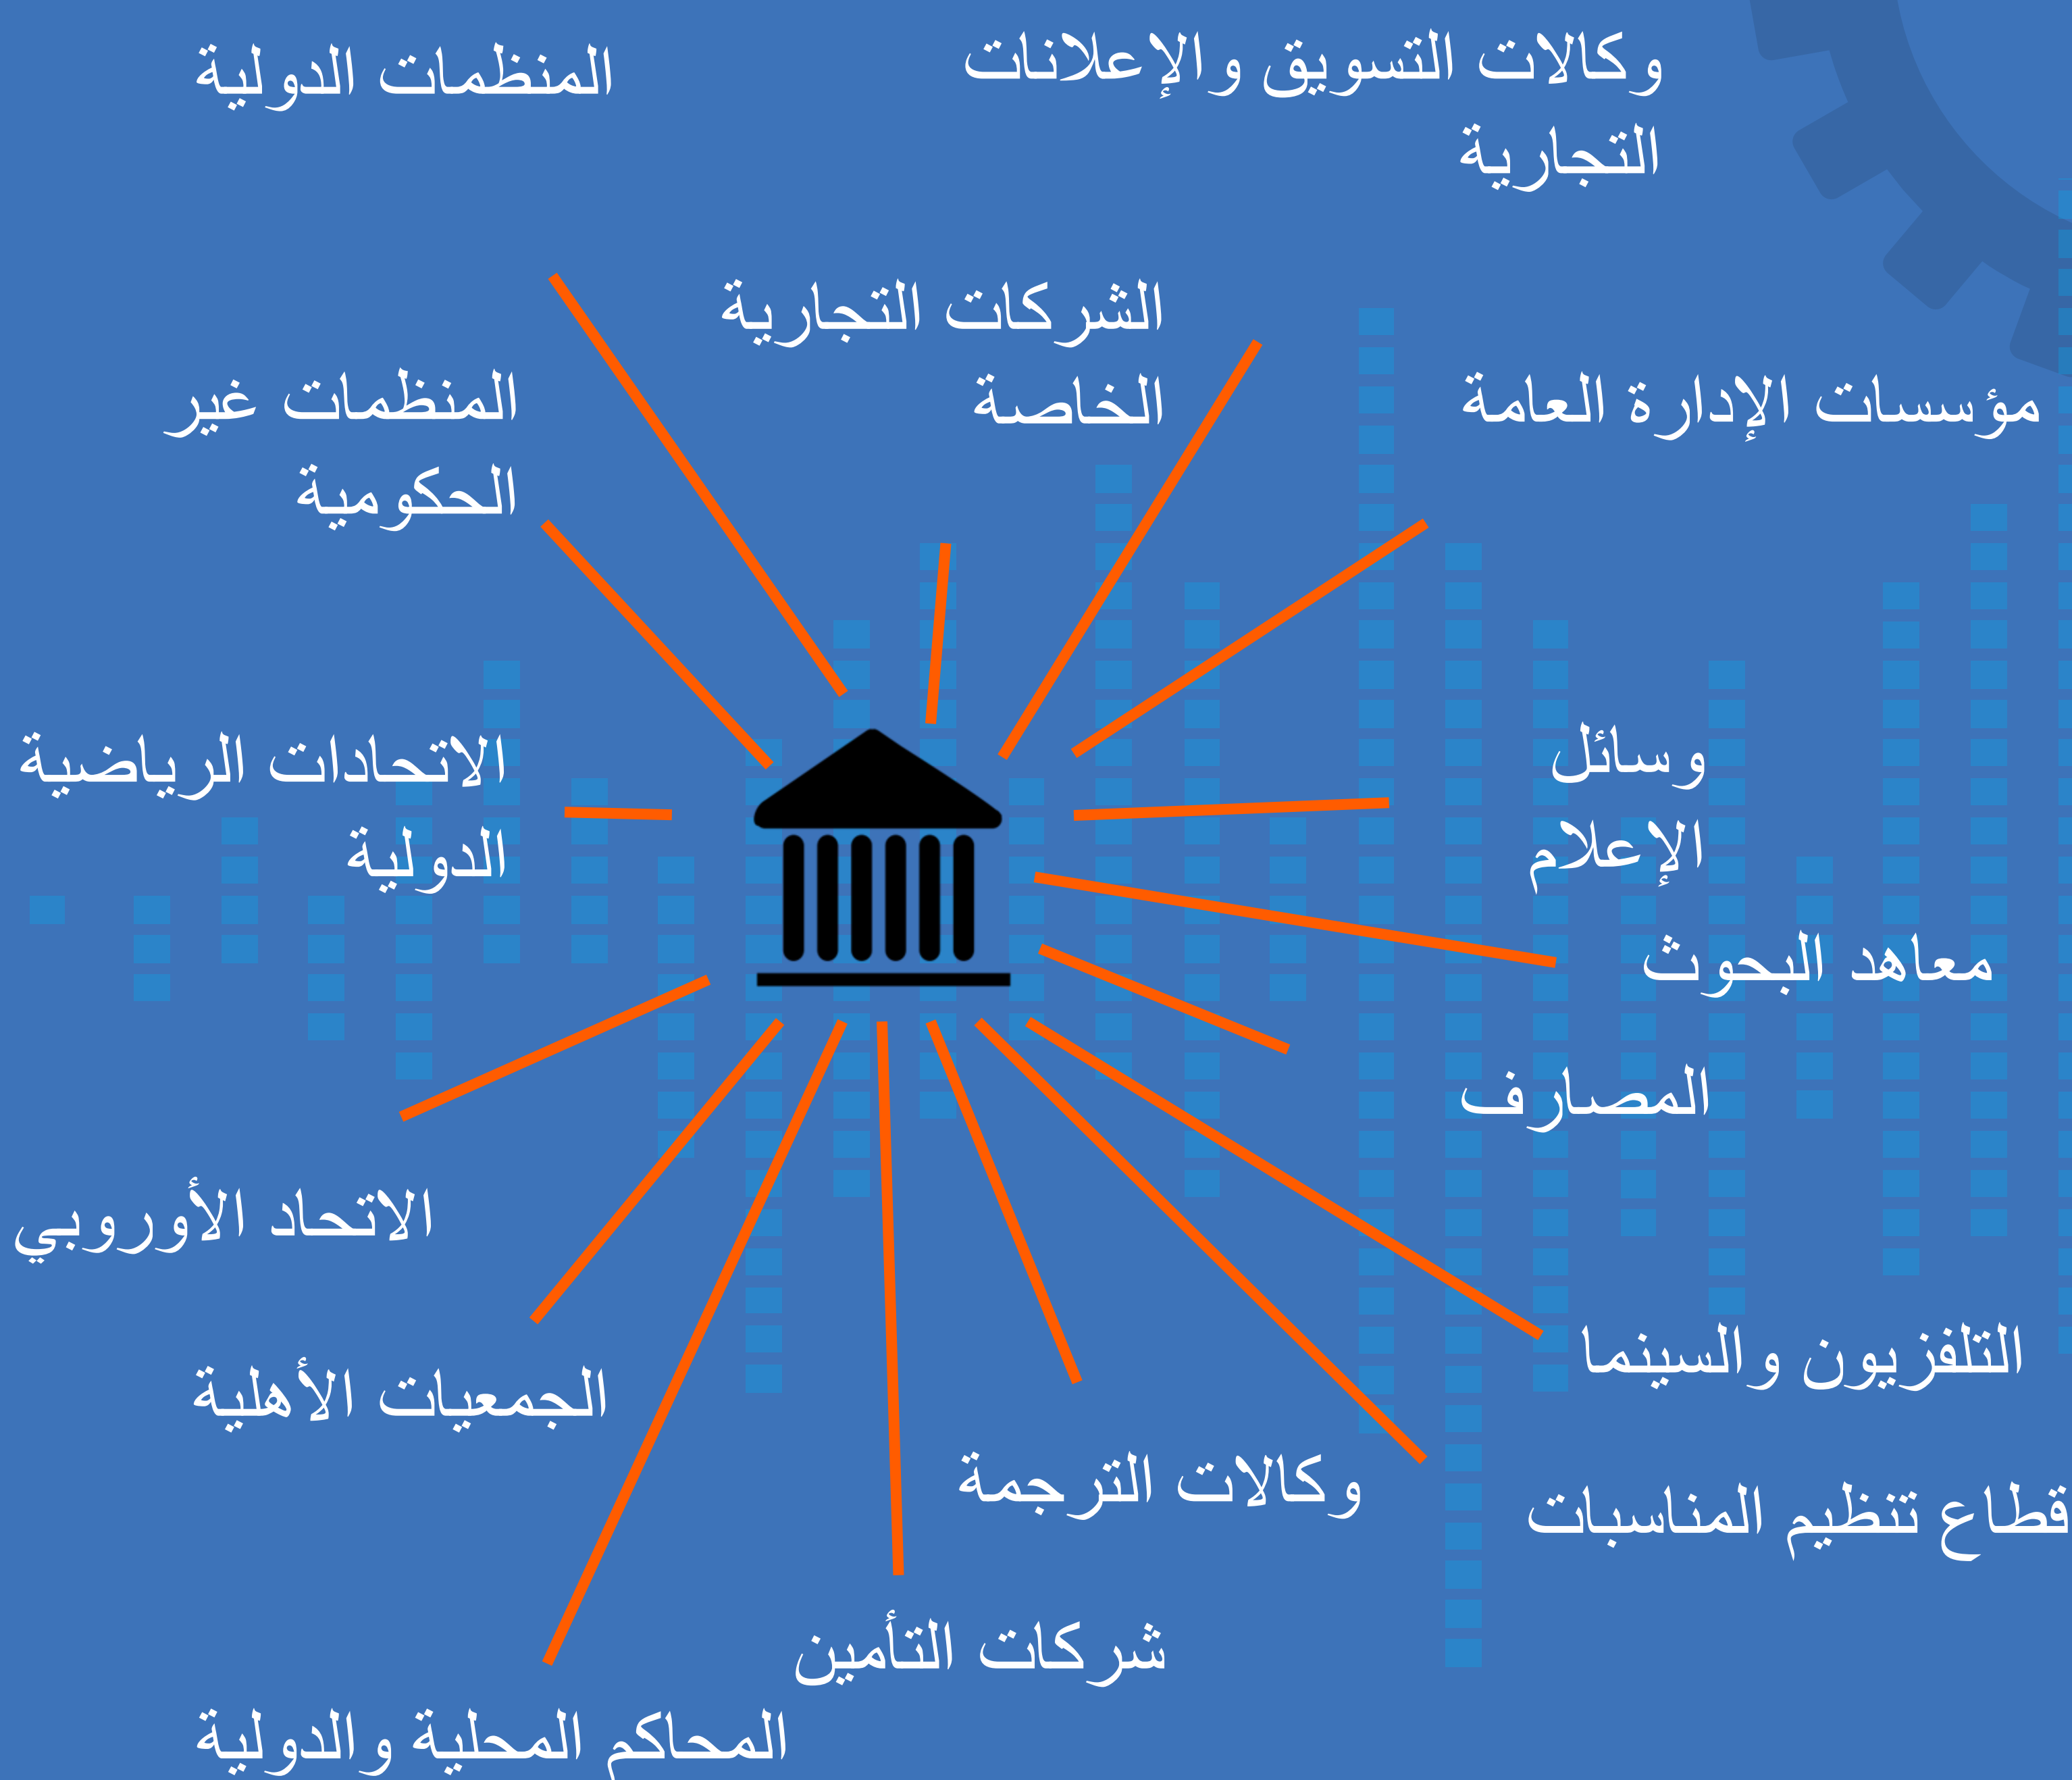 وكالات التسويق والإعلانات
التجارية
المنظمات الدولية
الشركات التجارية
الخاصة
مؤسسات الإدارة العامة
المنظمات غير
الحكومية
وسائل
الإعلام
الاتحادات الرياضية
الدولية
معاهد البحوث
المصارف
الاتحاد الأوروبي
التلفزيون والسينما
الجمعيات الأهلية
وكالات الترجمة
قطاع تنظيم المناسبات
شركات التأمين
المحاكم المحلية والدولية